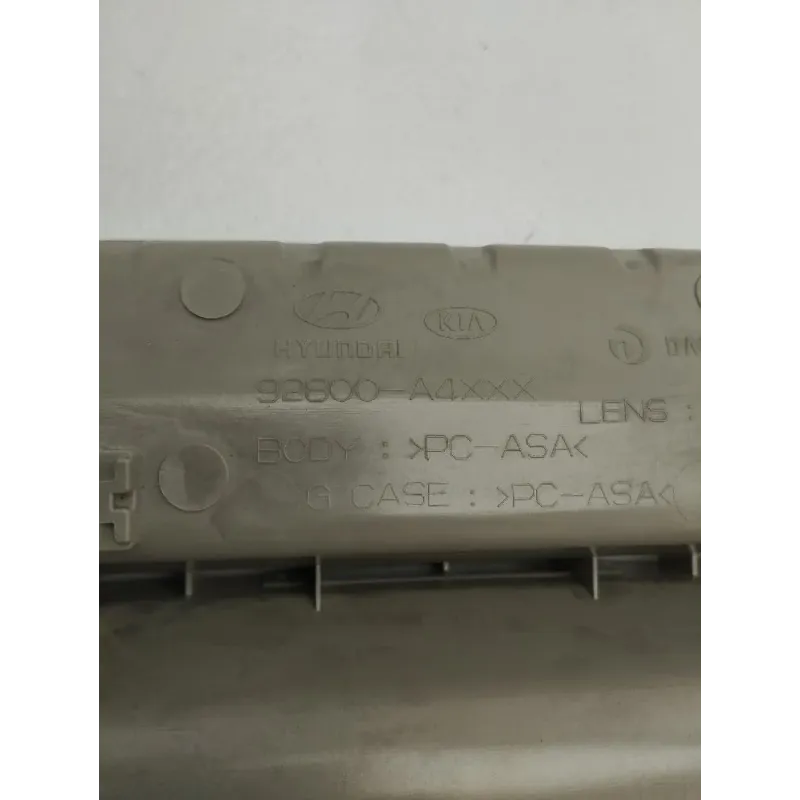 KIA
HYUNDAI
92800-A4XXX
LENS :
BODY : >PC-ASA<
G CASE : >PC-ASA<